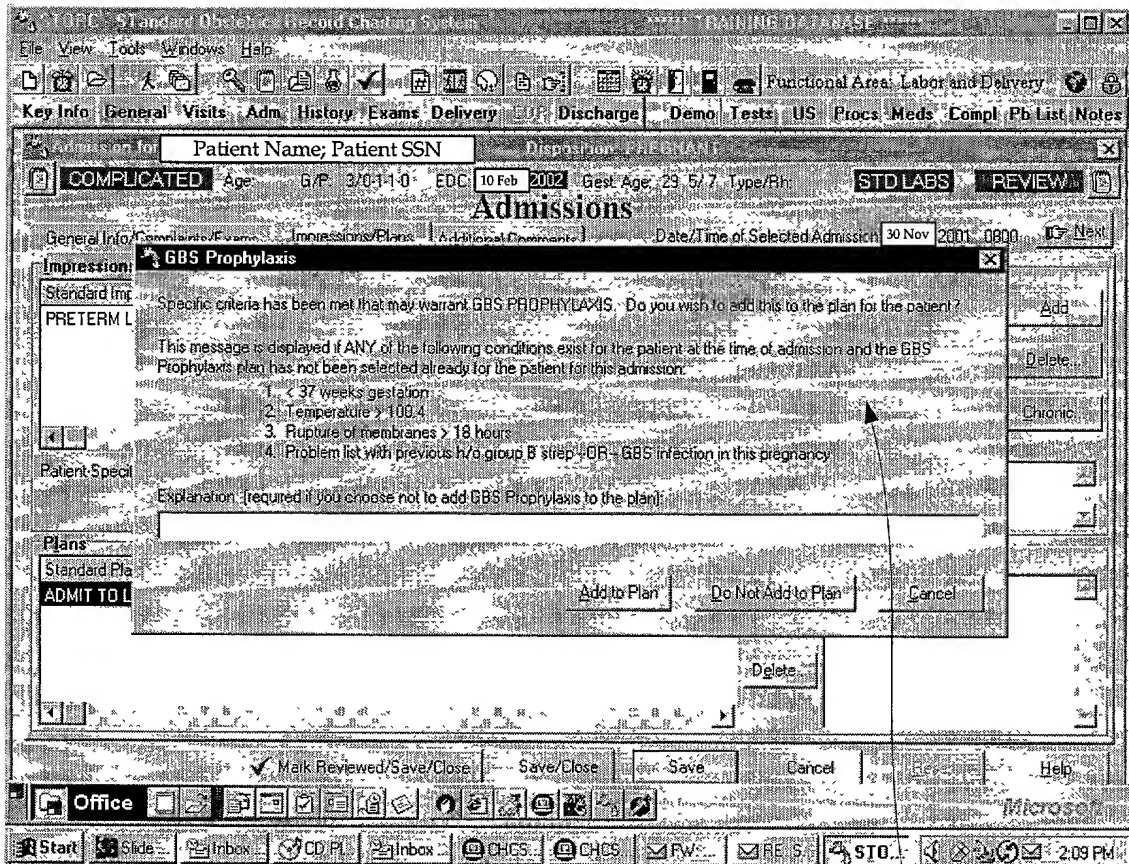 STORC - STandard Obstetrics Record Charting System ***** TRAINING DATABASE *****
File View Tools Windows Help
Functional Area: Labor and Delivery
Key Info General Visits Adm History Exams Delivery Discharge Demo Tests US Procs Meds Compl Pb List Notes
Admission for Patient Name; Patient SSN Disposition: PREGNANT
COMPLICATED Age: G/P: 3/0-1-1-0 EDC: 10 Feb 2002 Gest Age: 29 5/7 Type/Rh: STD LABS REVIEW
Admissions
General Info/Complaints/Exams Impressions/Plans Additional Comments Date/Time of Selected Admission 30 Nov 2001 0800 Next
Impressions
GBS Prophylaxis
Standard Imp
PRETERM L
Specific criteria has been met that may warrant GBS PROPHYLAXIS. Do you wish to add this to the plan for the patient?
This message is displayed if ANY of the following conditions exist for the patient at the time of admission and the GBS
Prophylaxis plan has not been selected already for the patient for this admission:
1. < 37 weeks gestation
2. Temperature > 100.4
3. Rupture of membranes > 18 hours
4. Problem list with previous h/o group B strep -OR- GBS infection in this pregnancy
Add
Delete
Chronic
Patient-Specif
Explanation (required if you choose not to add GBS Prophylaxis to the plan):
Plans
Standard Pla
ADMIT TO L
Add to Plan Do Not Add to Plan Cancel
Delete
Mark Reviewed/Save/Close Save/Close Save Cancel Help
Office Microsoft
Start Slide ... Inbox ... CD Pl... Inbox ... CHCS CHCS FW: ... RE: S... STO... 2:09 PM